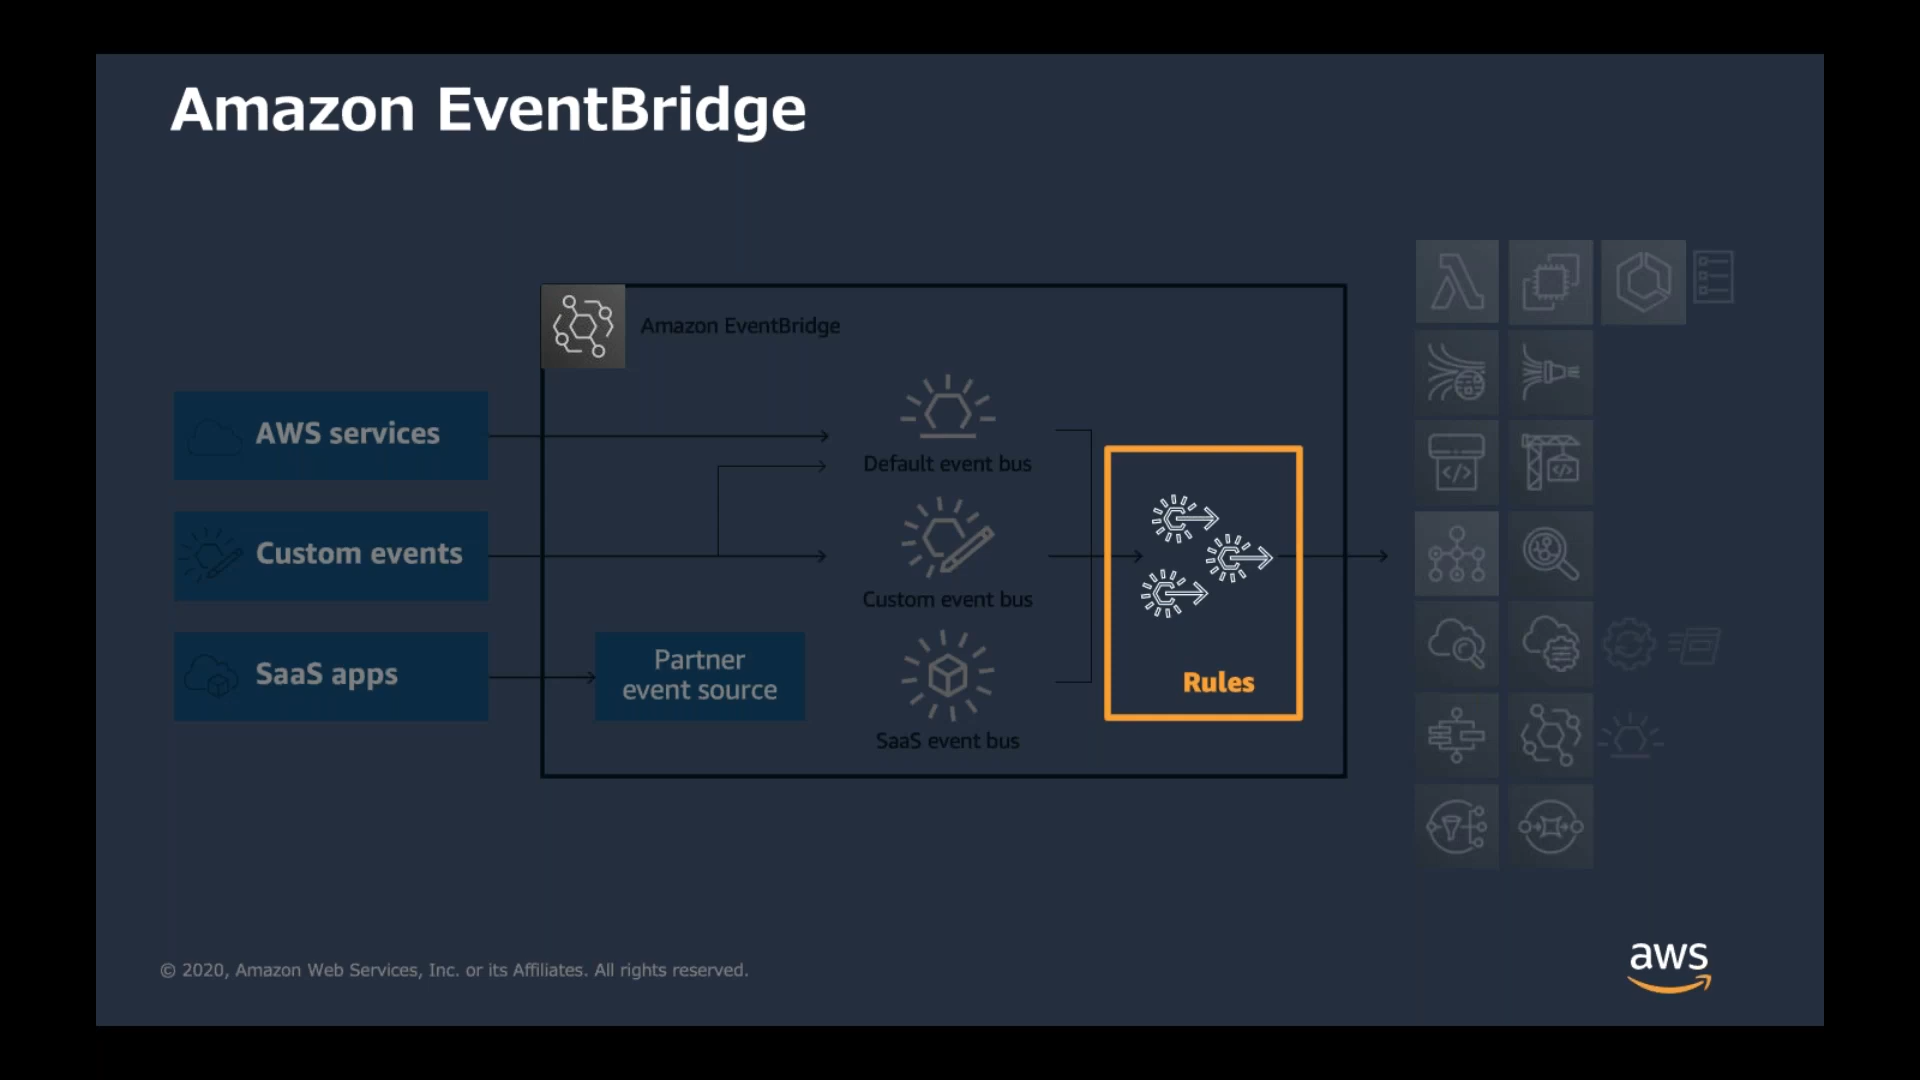 Amazon EventBridge
Amazon EventBridge
AWS services
Default event bus
Custom events
Custom event bus
SaaS apps
Partner
event source
SaaS event bus
Rules
© 2020, Amazon Web Services, Inc. or its Affiliates. All rights reserved.
aws